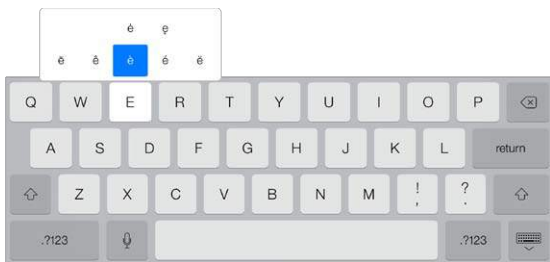 ė ę
ē ê è é ë
Q W E R T Y U I O P
A S D F G H J K L return
Z X C V B N M ! , ? .
.?123 .?123